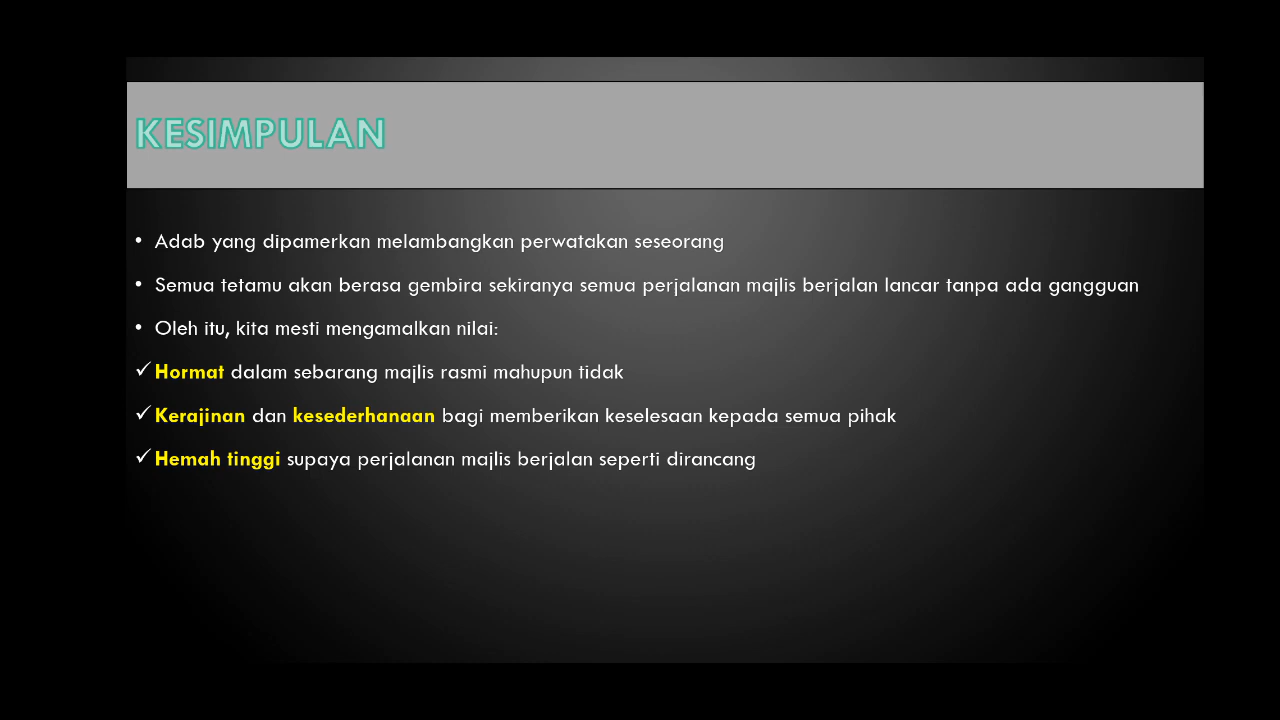 KESIMPULAN
• Adab yang dipamerkan melambangkan perwatakan seseorang
• Semua tetamu akan berasa gembira sekiranya semua perjalanan majlis berjalan lancar tanpa ada gangguan
• Oleh itu, kita mesti mengamalkan nilai:
✓ Hormat dalam sebarang majlis rasmi mahupun tidak
✓ Kerajinan dan kesederhanaan bagi memberikan keselesaan kepada semua pihak
✓ Hemah tinggi supaya perjalanan majlis berjalan seperti dirancang